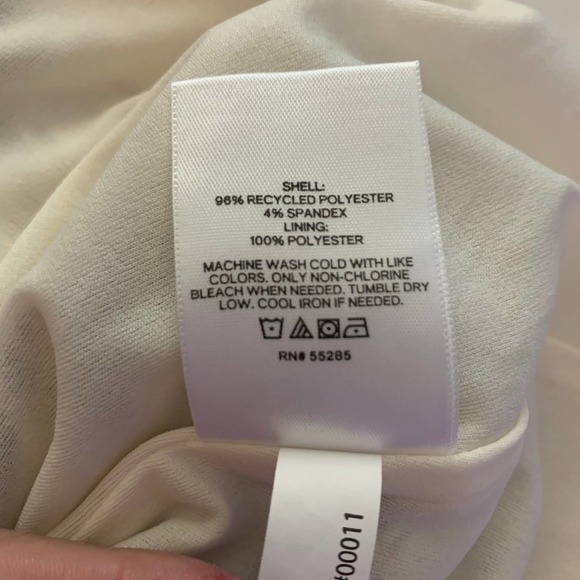 SHELL:
96% RECYCLED POLYESTER
4% SPANDEX
LINING:
100% POLYESTER
MACHINE WASH COLD WITH LIKE
COLORS. ONLY NON-CHLORINE
BLEACH WHEN NEEDED. TUMBLE DRY
LOW. COOL IRON IF NEEDED.
RN# 55285
#00011